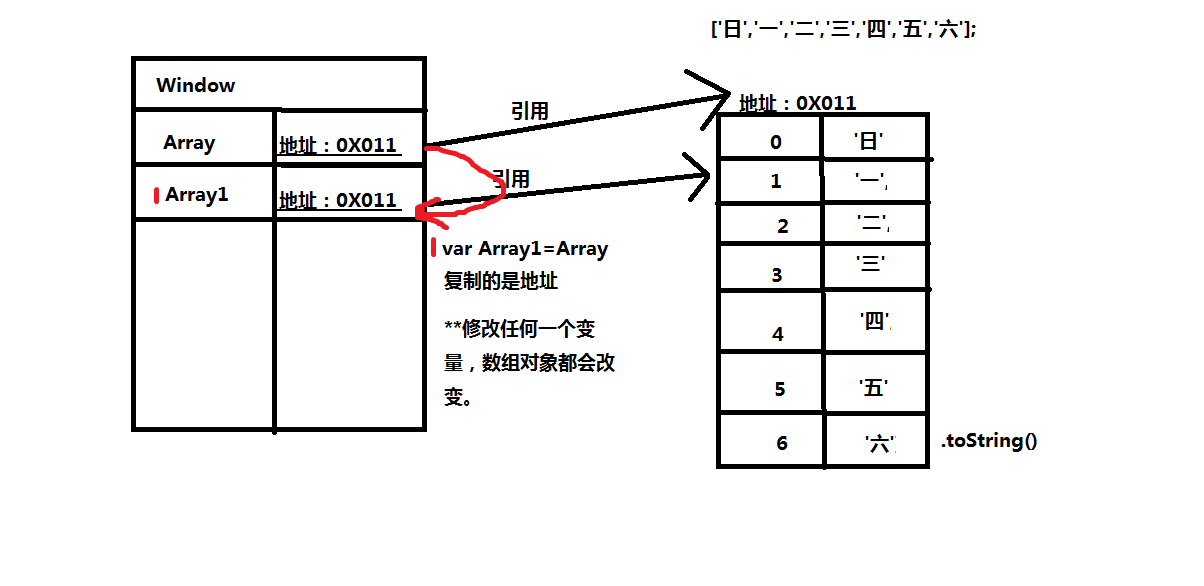 ['日','一','二','三','四','五','六'];
Window
Array 地址：0X011
Array1 地址：0X011
引用
引用
var Array1=Array
复制的是地址
**修改任何一个变
量，数组对象都会改
变。
地址：0X011
0 '日'
1 '一',
2 '二',
3 '三'
4 '四',
5 '五'
6 '六'
.toString()